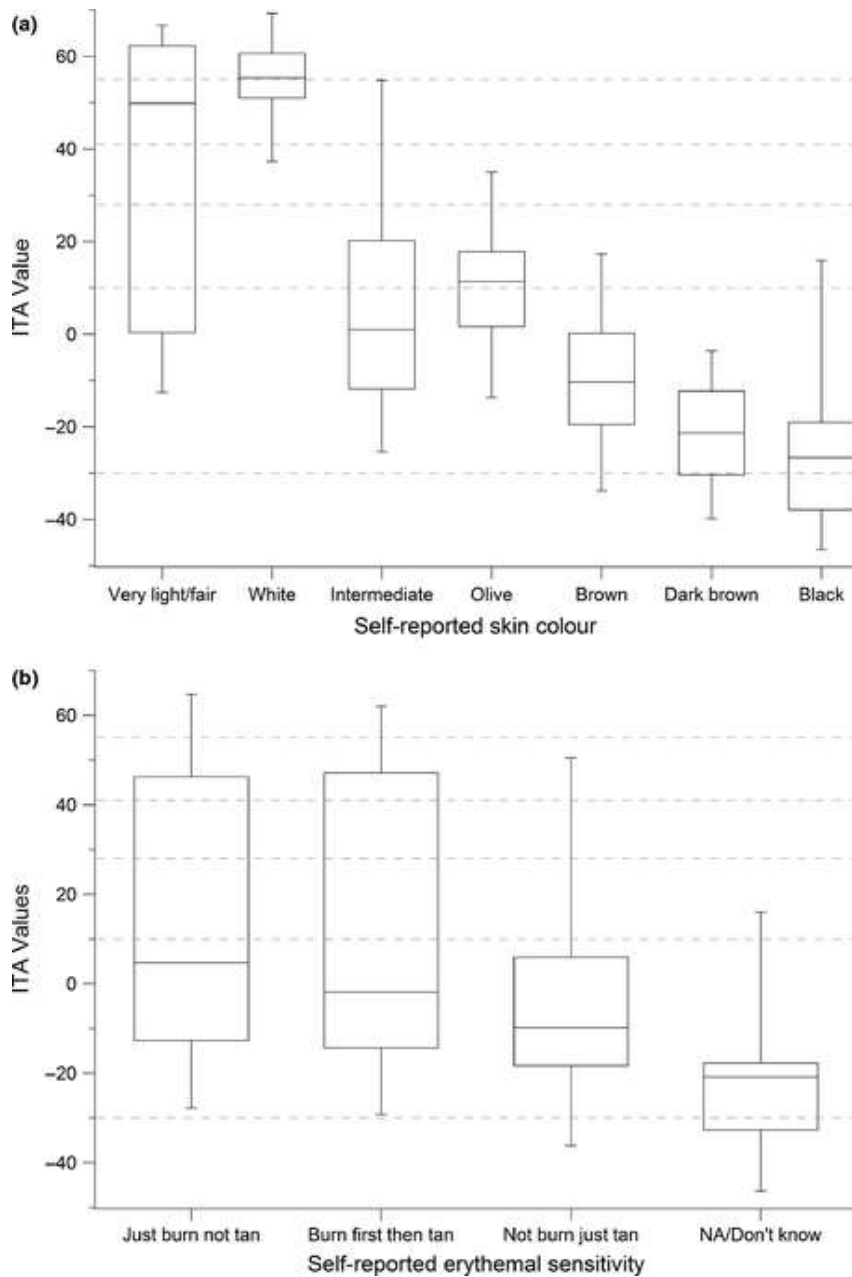 (a)
60
40
20
0
–20
–40
ITA Value
Very light/fair White Intermediate Olive Brown Dark brown Black
Self-reported skin colour
(b)
60
40
20
0
–20
–40
ITA Values
Just burn not tan Burn first then tan Not burn just tan NA/Don't know
Self-reported erythemal sensitivity